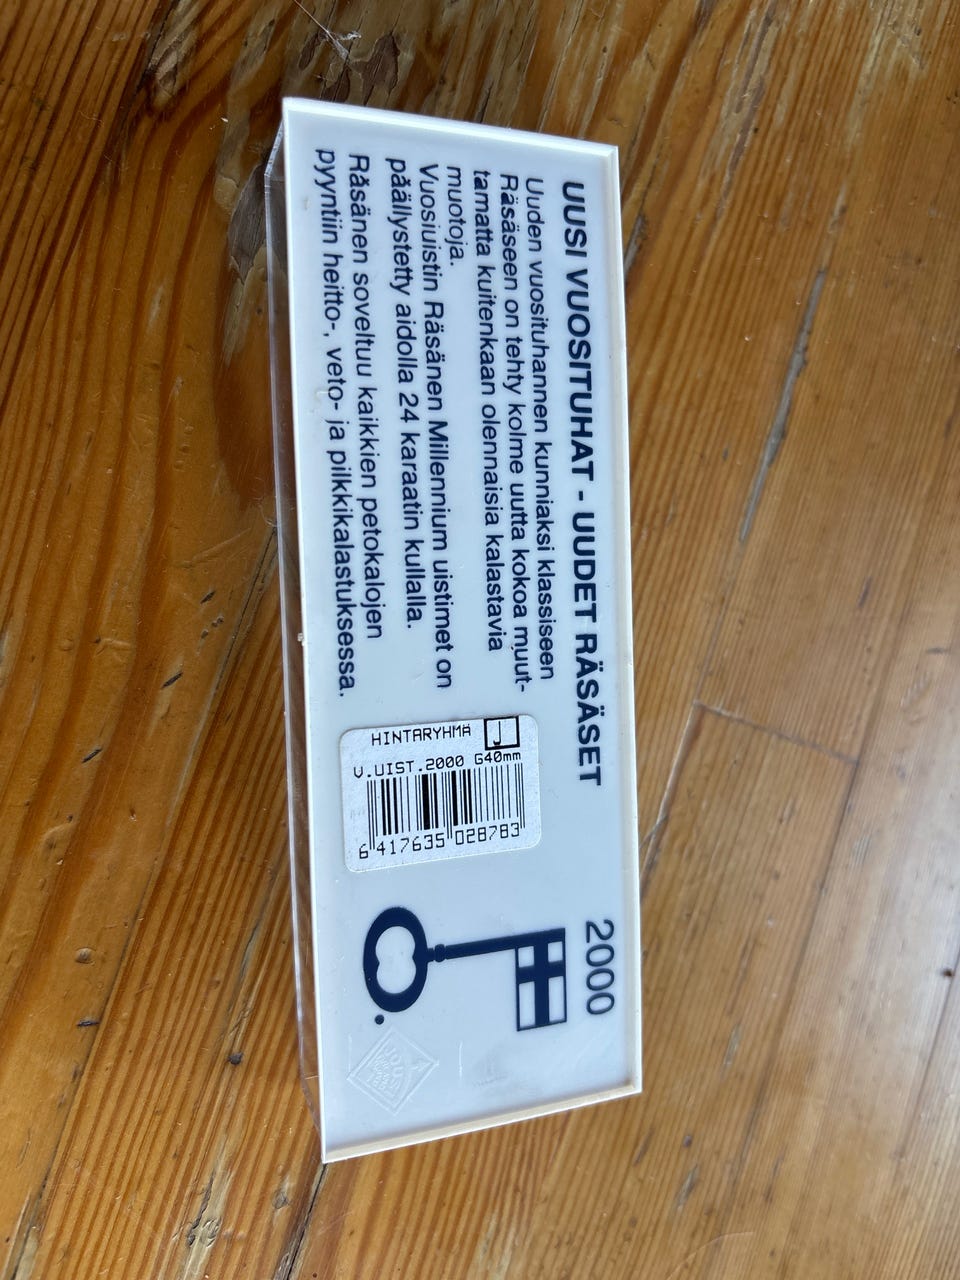 UUSI VUOSITUHAT - UUDET RÄSÄSET
Uuden vuosituhannen kunniaksi klassiseen
Räsäseen on tehty kolme uutta kokoa muut-
tamatta kuitenkaan olennaisia kalastavia
muotoja.
Vuosiuistin Räsänen Millennium uistimet on
päällystetty aidolla 24 karaatin kullalla.
Räsänen soveltuu kaikkien petokalojen
pyyntiin heitto-, veto- ja pilkkikalastuksessa.
HINTARYHMÄ
V.UIST.2000 G40mm
6 417635 028783
2000